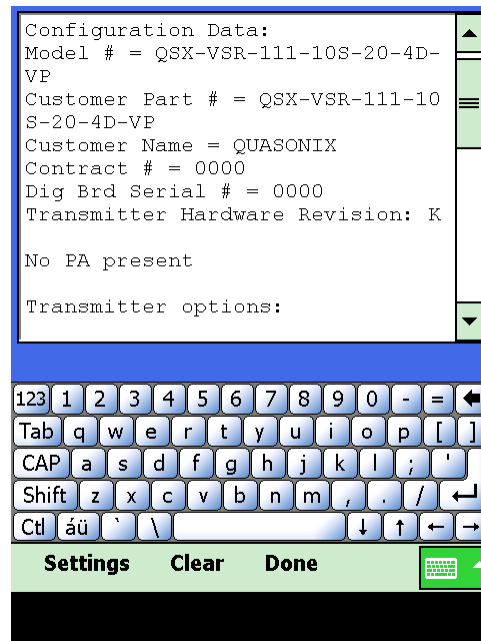 Configuration Data:
Model # = QSX-VSR-111-10S-20-4D-
VP
Customer Part # = QSX-VSR-111-10
S-20-4D-VP
Customer Name = QUASONIX
Contract # = 0000
Dig Brd Serial # = 0000
Transmitter Hardware Revision: K
No PA present
Transmitter options:
123 1 2 3 4 5 6 7 8 9 0 - =
Tab q w e r t y u i o p [ ]
CAP a s d f g h j k l ; '
Shift z x c v b n m , . /
Ctl áü ` \
Settings Clear Done